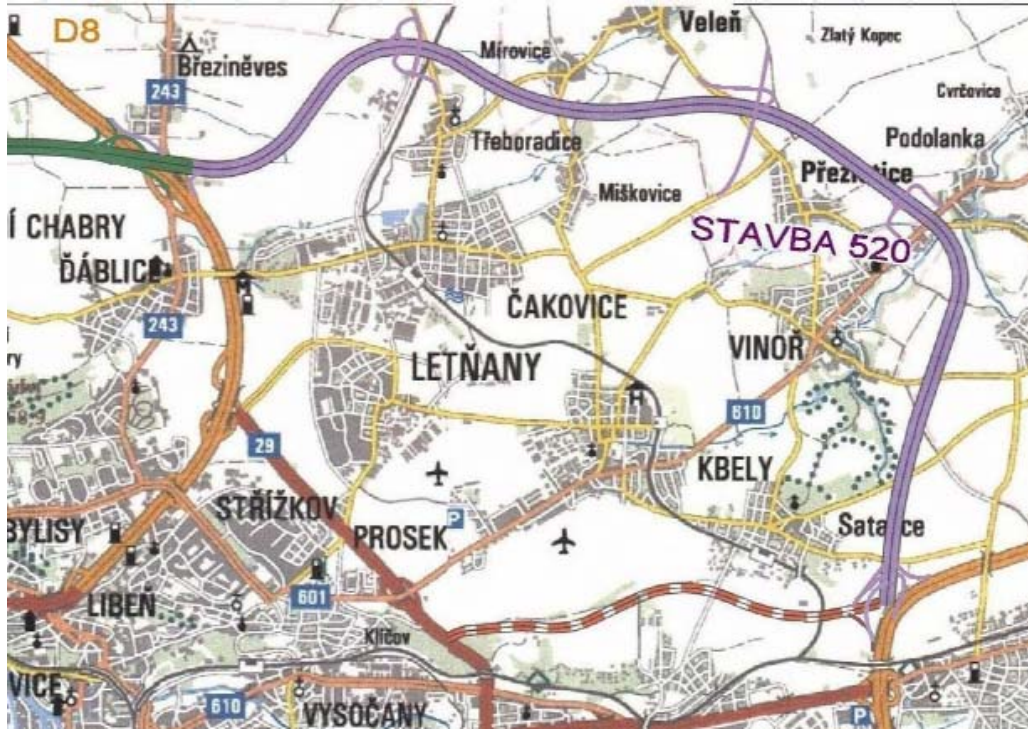 D8
Březiněves
243
Mírovice
Veleň
Zlatý Kopec
Cvrčovice
Podolanka
Třeboradice
Miškovice
STAVBA 520
Í CHABRY
ĎÁBLICE
243
ČAKOVICE
VINOŘ
LETŇANY
610
29
KBELY
STŘÍŽKOV
BYLISY
PROSEK
P
Satalice
LIBEŇ
601
Klíčov
VICE
610
VYSOČANY
P